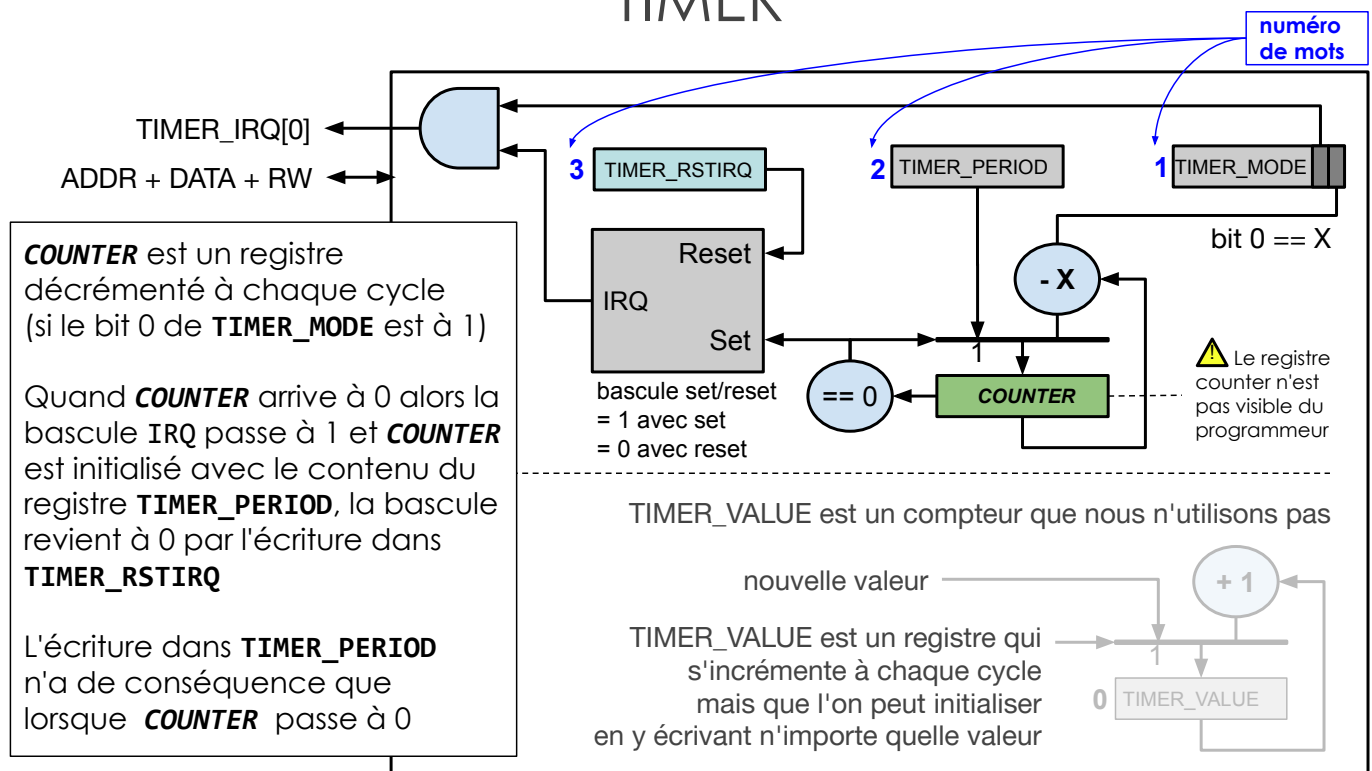 TIMER
numéro
de mots
TIMER_IRQ[0]
ADDR + DATA + RW
3 TIMER_RSTIRQ
2 TIMER_PERIOD
1 TIMER_MODE
bit 0 == X
COUNTER est un registre
décrémenté à chaque cycle
(si le bit 0 de TIMER_MODE est à 1)
Quand COUNTER arrive à 0 alors la
bascule IRQ passe à 1 et COUNTER
est initialisé avec le contenu du
registre TIMER_PERIOD, la bascule
revient à 0 par l'écriture dans
TIMER_RSTIRQ
L'écriture dans TIMER_PERIOD
n'a de conséquence que
lorsque COUNTER passe à 0
Reset
IRQ
Set
bascule set/reset
= 1 avec set
= 0 avec reset
- X
1
== 0
COUNTER
! Le registre
counter n'est
pas visible du
programmeur
TIMER_VALUE est un compteur que nous n'utilisons pas
nouvelle valeur
+ 1
TIMER_VALUE est un registre qui
s'incrémente à chaque cycle
mais que l'on peut initialiser
en y écrivant n'importe quelle valeur
1
0 TIMER_VALUE